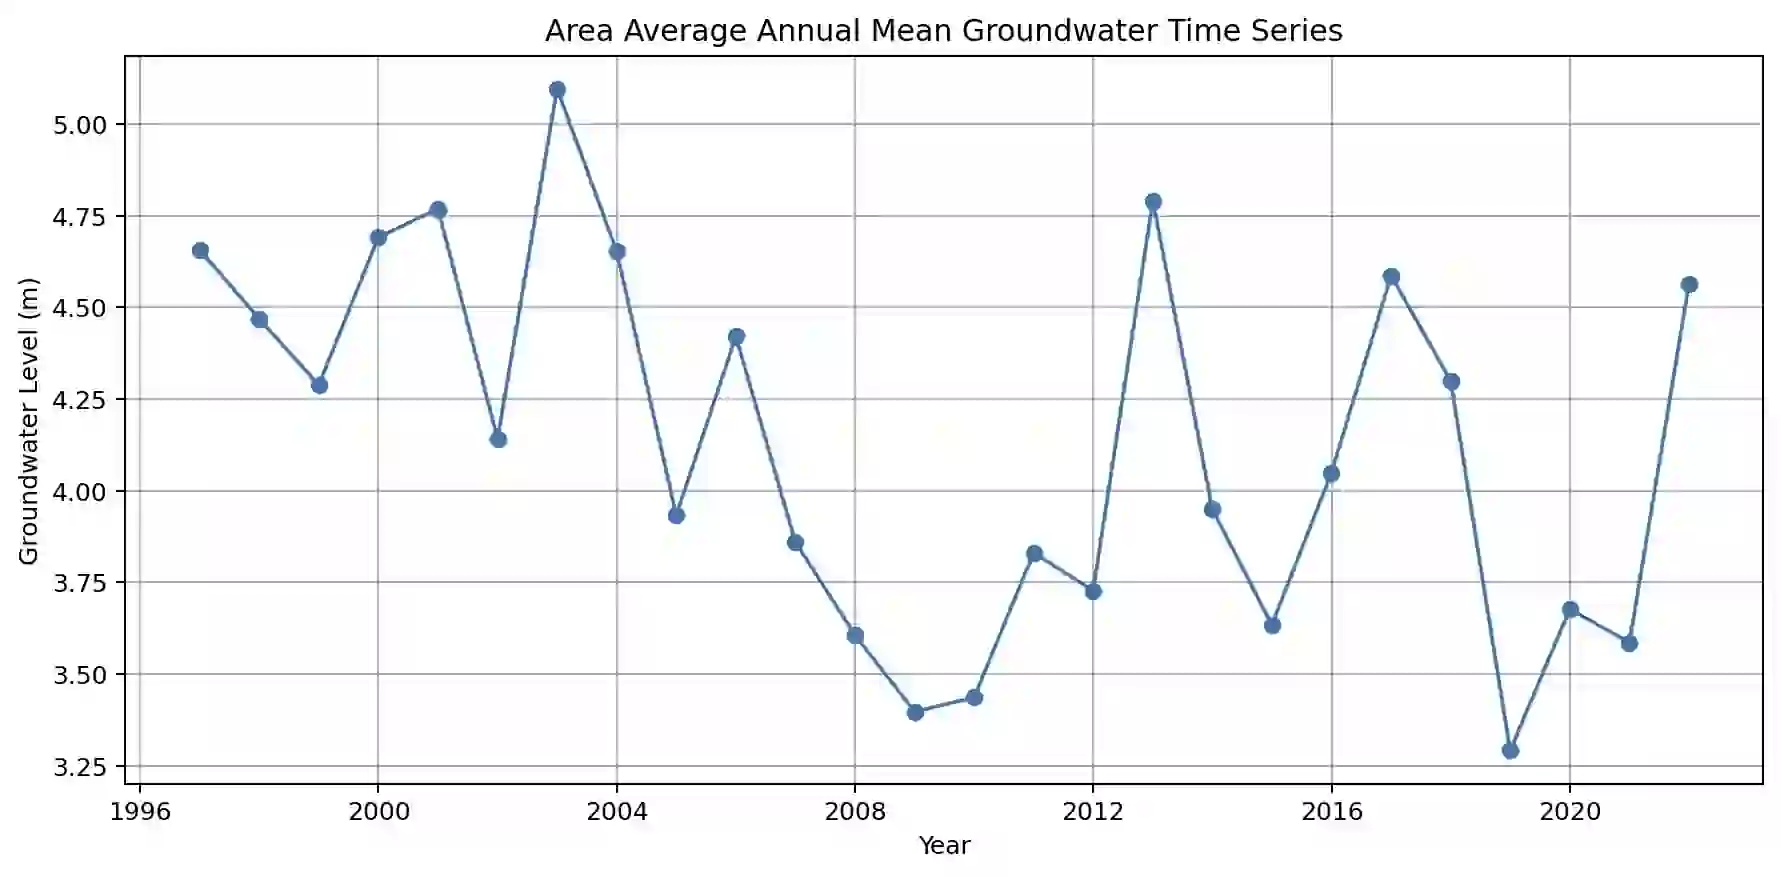 Area Average Annual Mean Groundwater Time Series
Groundwater Level (m)
5.00
4.75
4.50
4.25
4.00
3.75
3.50
3.25
1996 2000 2004 2008 2012 2016 2020
Year